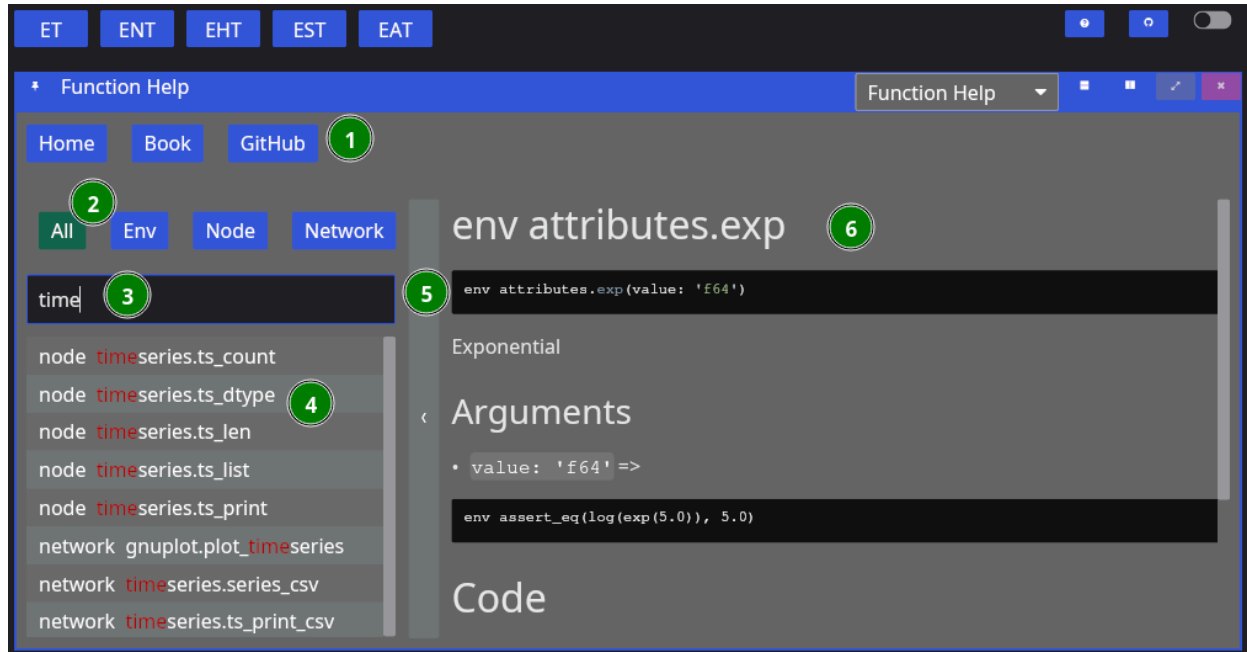 ET ENT EHT EST EAT
Function Help
Function Help
Home Book GitHub 1
2
All Env Node Network
time 3
node timeseries.ts_count
node timeseries.ts_dtype
4
node timeseries.ts_len
node timeseries.ts_list
node timeseries.ts_print
network gnuplot.plot_timeseries
network timeseries.series_csv
network timeseries.ts_print_csv
5
env attributes.exp 6
env attributes.exp(value: 'f64')
Exponential
Arguments
• value: 'f64' =>
env assert_eq(log(exp(5.0)), 5.0)
Code